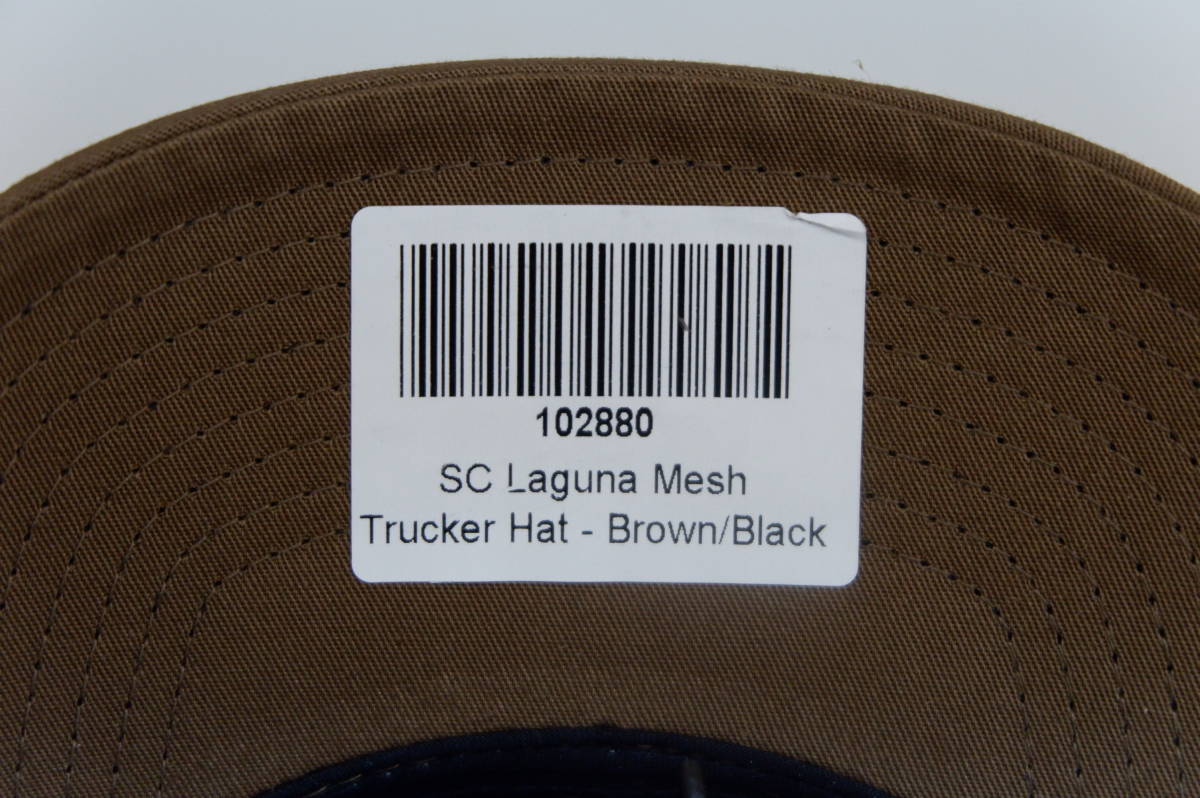 102880
SC Laguna Mesh
Trucker Hat - Brown/Black